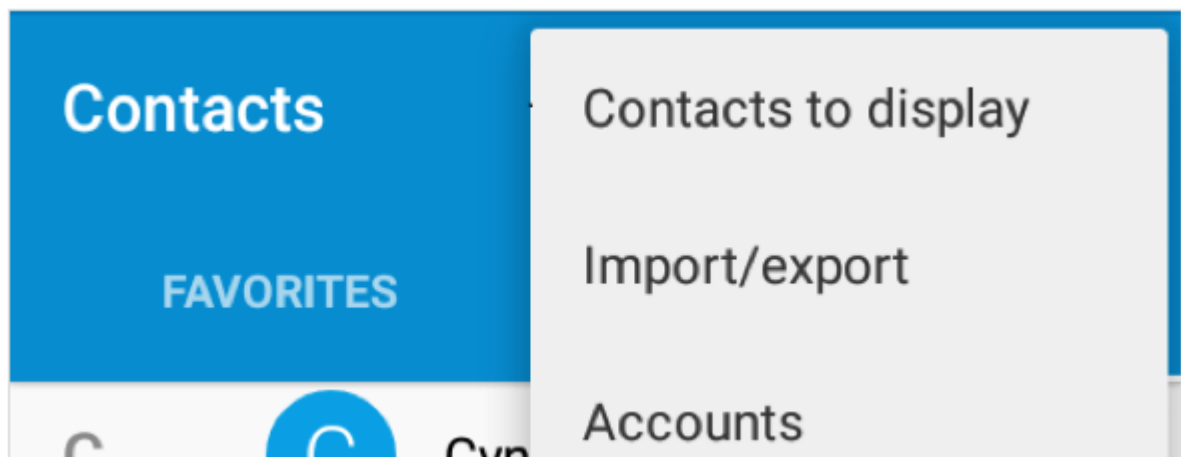 Contacts
Contacts to display
Import/export
FAVORITES
Accounts
C
C